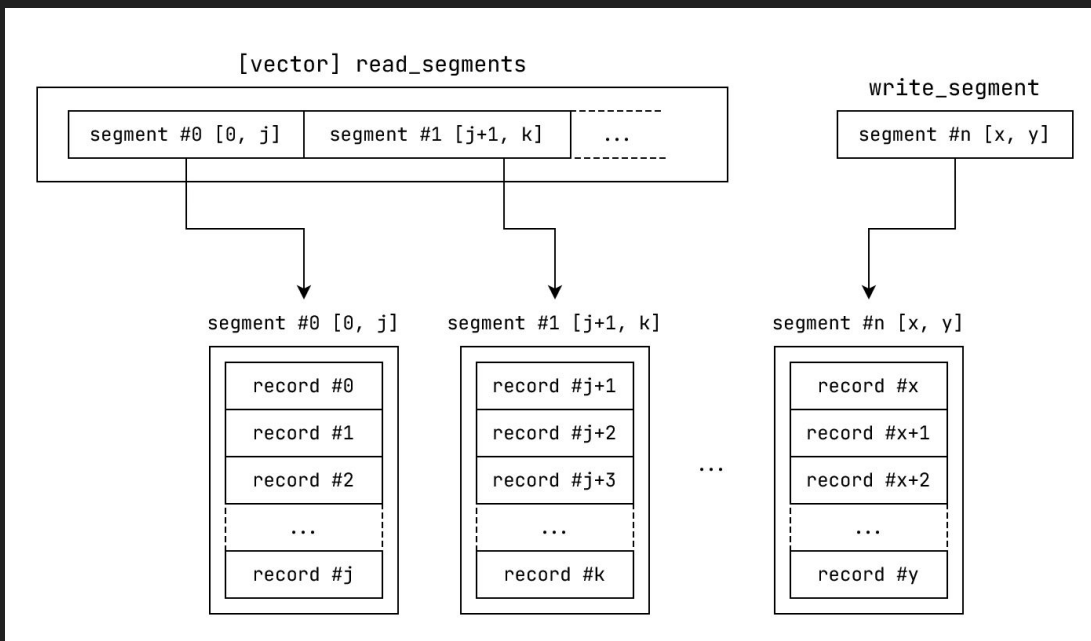 [vector] read_segments
write_segment
segment #0 [0, j]
segment #1 [j+1, k]
...
segment #n [x, y]
segment #0 [0, j]
segment #1 [j+1, k]
segment #n [x, y]
record #0
record #1
record #2
...
record #j
record #j+1
record #j+2
record #j+3
...
record #k
...
record #x
record #x+1
record #x+2
...
record #y